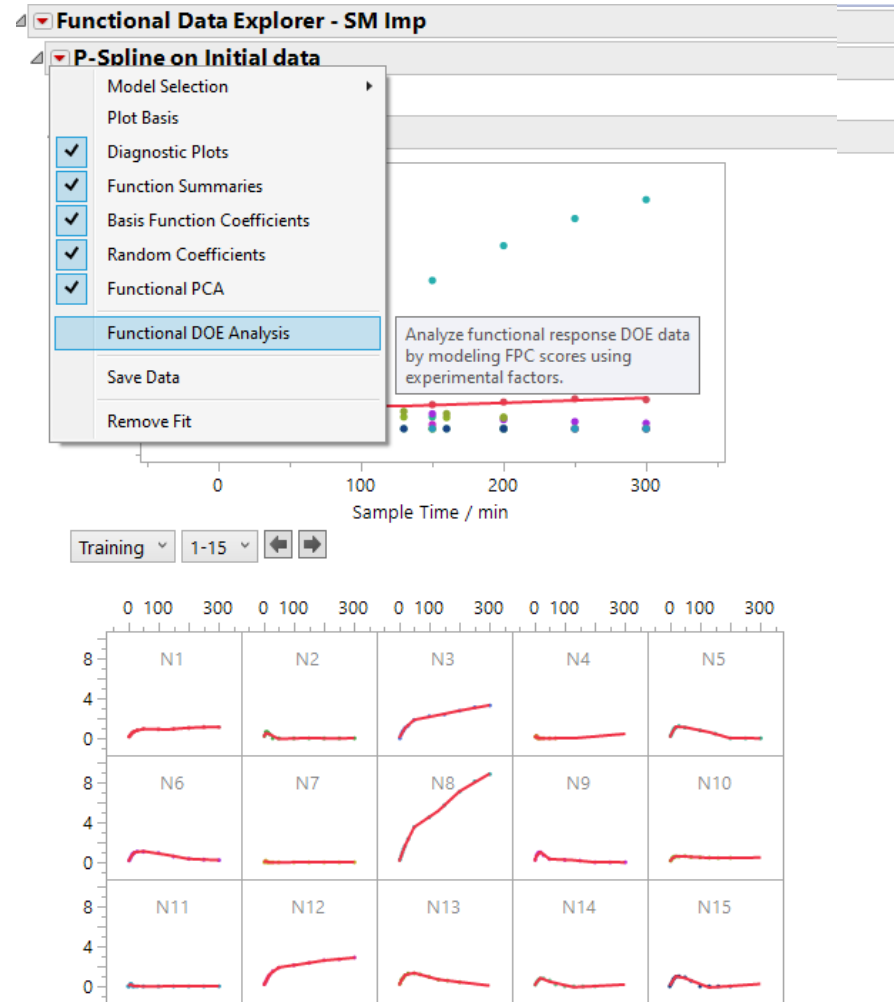 Functional Data Explorer - SM Imp
P-Spline on Initial data
Model Selection
Plot Basis
Diagnostic Plots
Function Summaries
Basis Function Coefficients
Random Coefficients
Functional PCA
Functional DOE Analysis
Analyze functional response DOE data
by modeling FPC scores using
experimental factors.
Save Data
Remove Fit
0 100 200 300
Sample Time / min
Training 1-15
0 100 300 0 100 300 0 100 300 0 100 300 0 100 300
8 N1 N2 N3 N4 N5
4
0
8 N6 N7 N8 N9 N10
4
0
8 N11 N12 N13 N14 N15
4
0